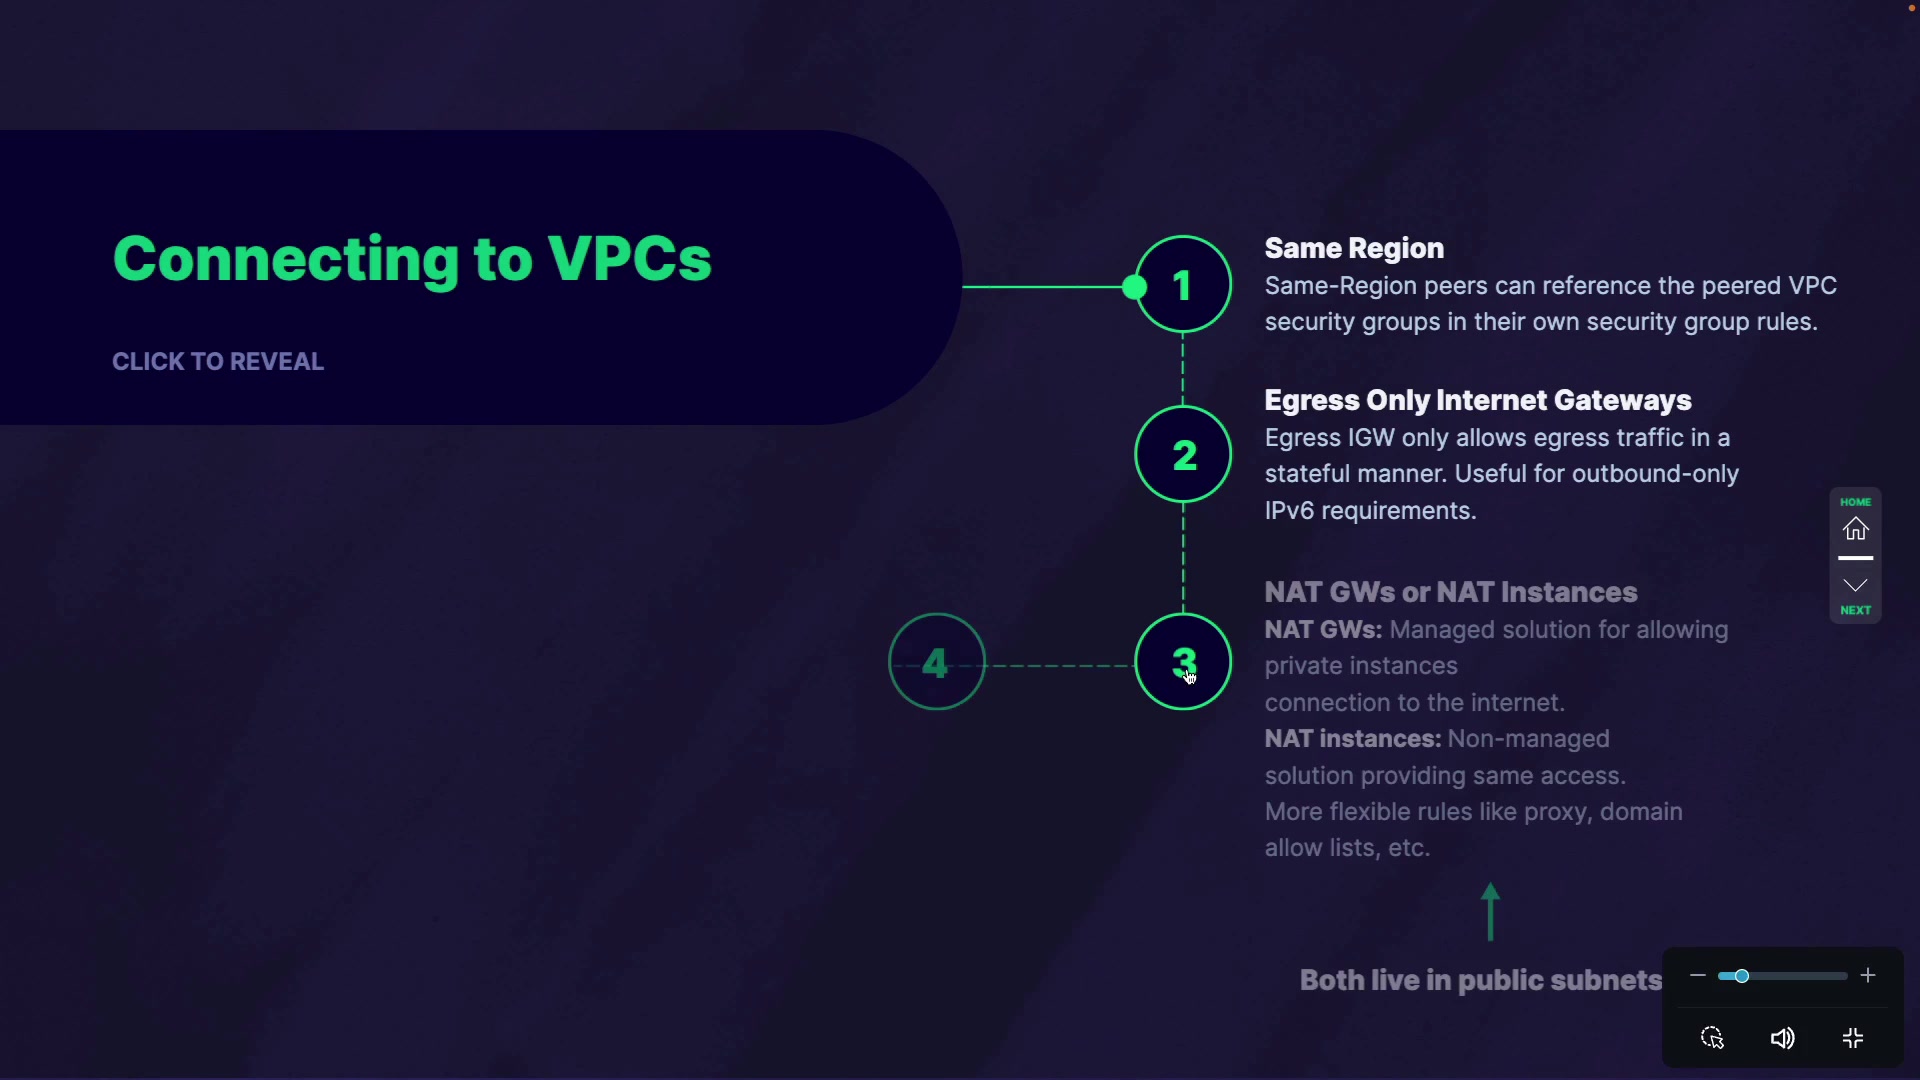 Connecting to VPCs
CLICK TO REVEAL
1
Same Region
Same-Region peers can reference the peered VPC
security groups in their own security group rules.
2
Egress Only Internet Gateways
Egress IGW only allows egress traffic in a
stateful manner. Useful for outbound-only
IPv6 requirements.
3
NAT GWs or NAT Instances
NAT GWs: Managed solution for allowing
private instances
connection to the internet.
NAT instances: Non-managed
solution providing same access.
More flexible rules like proxy, domain
allow lists, etc.
Both live in public subnets
4
HOME
NEXT